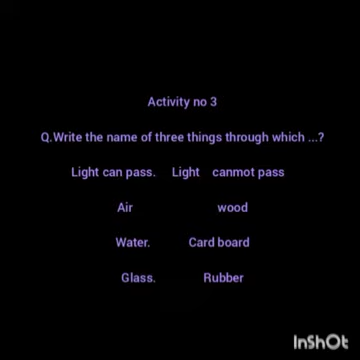 Activity no 3
Q.Write the name of three things through which ...?
Light can pass. Light canmot pass
Air wood
Water. Card board
Glass. Rubber
InShOt